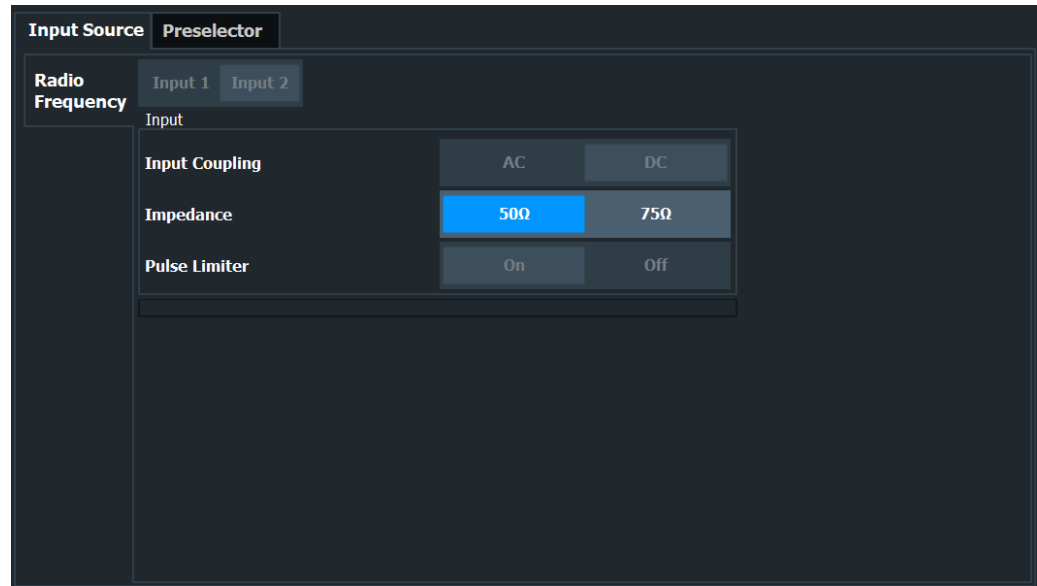 Input Source Preselector
Radio Frequency
Input 1 Input 2
Input
Input Coupling AC DC
Impedance 50Ω 75Ω
Pulse Limiter On Off